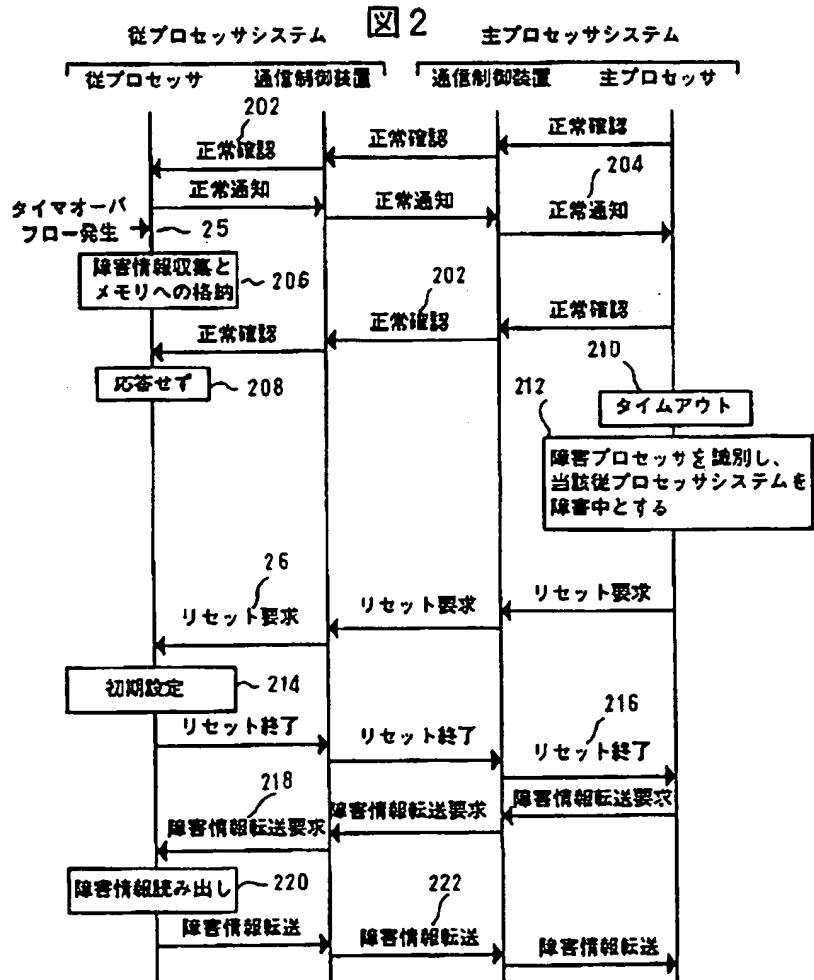 図2
従プロセッサシステム 主プロセッサシステム
従プロセッサ 通信制御装置 通信制御装置 主プロセッサ
202
正常確認 正常確認 正常確認
正常通知 正常通知 正常通知
204
タイマオーバ
フロー発生
25
障害情報収集と
メモリへの格納
206
202
正常確認 正常確認 正常確認
応答せず
208
210
タイムアウト
212
障害プロセッサを識別し、
当該従プロセッサシステムを
障害中とする
26
リセット要求 リセット要求 リセット要求
初期設定
214
リセット終了 リセット終了 リセット終了
216
218
障害情報転送要求 障害情報転送要求 障害情報転送要求
障害情報読み出し
220
222
障害情報転送 障害情報転送 障害情報転送